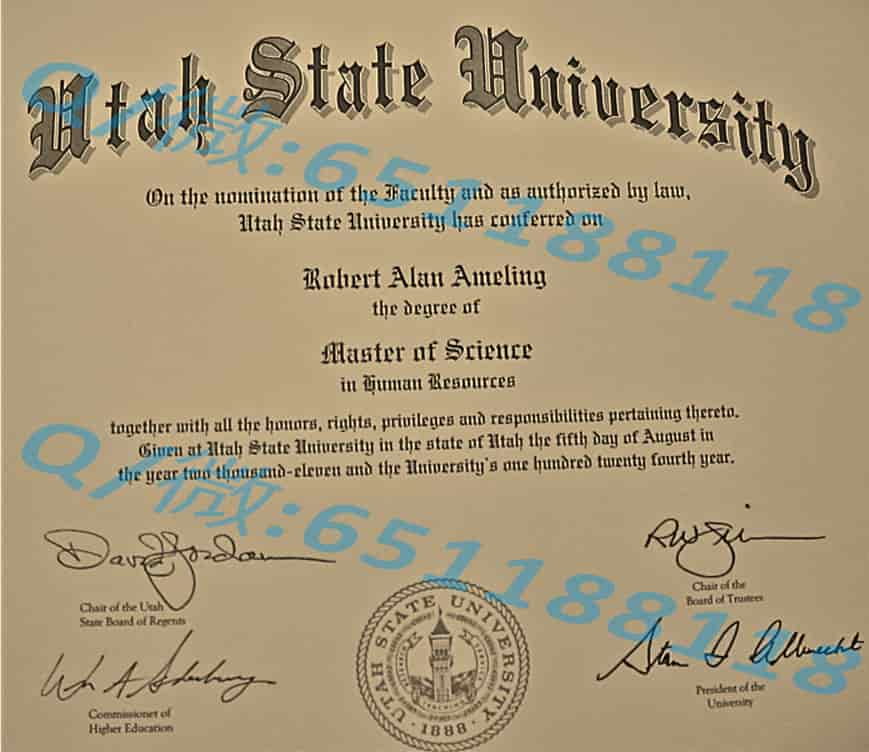 Utah State University
Q/微:651188118
On the nomination of the Faculty and as authorized by law,
Utah State University has conferred on
Robert Alan Ameling
the degree of
Master of Science
in Human Resources
together with all the honors, rights, privileges and responsibilities pertaining thereto.
Given at Utah State University in the state of Utah the fifth day of August in
the year two thousand-eleven and the University's one hundred twenty fourth year.
Q/微:651188118
Chair of the Utah
State Board of Regents
Chair of the
Board of Trustees
Stan L Albrecht
Commissioner of
Higher Education
President of the
University
UTAH STATE UNIVERSITY
1888